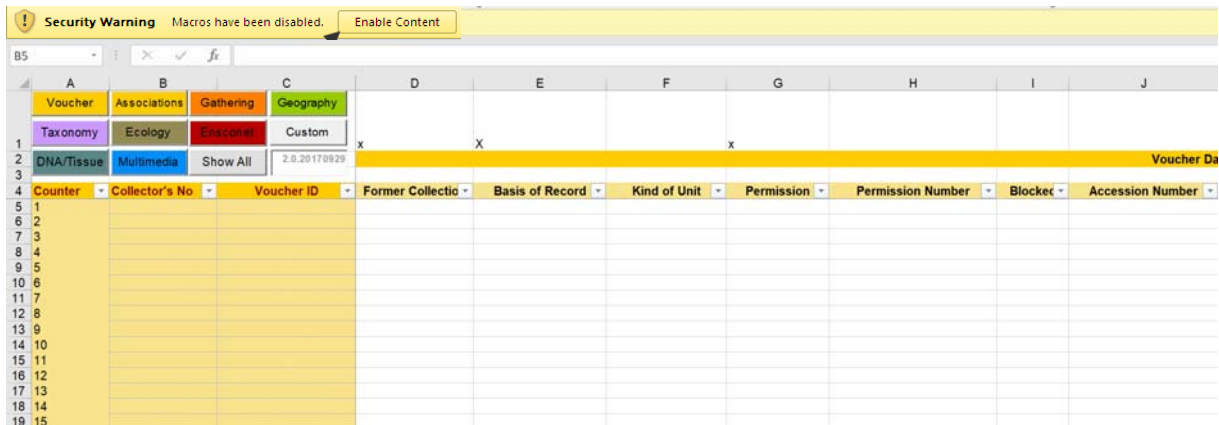 Security Warning Macros have been disabled. Enable Content
B5 fx
A B C D E F G H I J
Voucher Associations Gathering Geography
Taxonomy Ecology Ensconet Custom
1 x X x
2 DNA/Tissue Multimedia Show All 2.0.20170929 Voucher Da
3
4 Counter Collector's No Voucher ID Former Collectio Basis of Record Kind of Unit Permission Permission Number Blocked Accession Number
5 1
6 2
7 3
8 4
9 5
10 6
11 7
12 8
13 9
14 10
15 11
16 12
17 13
18 14
19 15